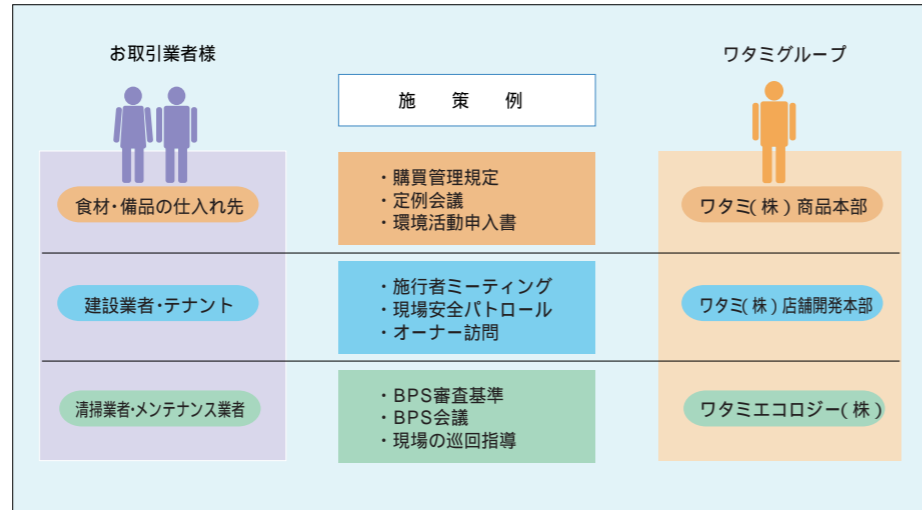 お取引業者様
施策例
ワタミグループ
食材・備品の仕入れ先
・購買管理規定
・定例会議
・環境活動申入書
ワタミ(株)商品本部
建設業者・テナント
・施行者ミーティング
・現場安全パトロール
・オーナー訪問
ワタミ(株)店舗開発本部
清掃業者・メンテナンス業者
・BPS審査基準
・BPS会議
・現場の巡回指導
ワタミエコロジー(株)